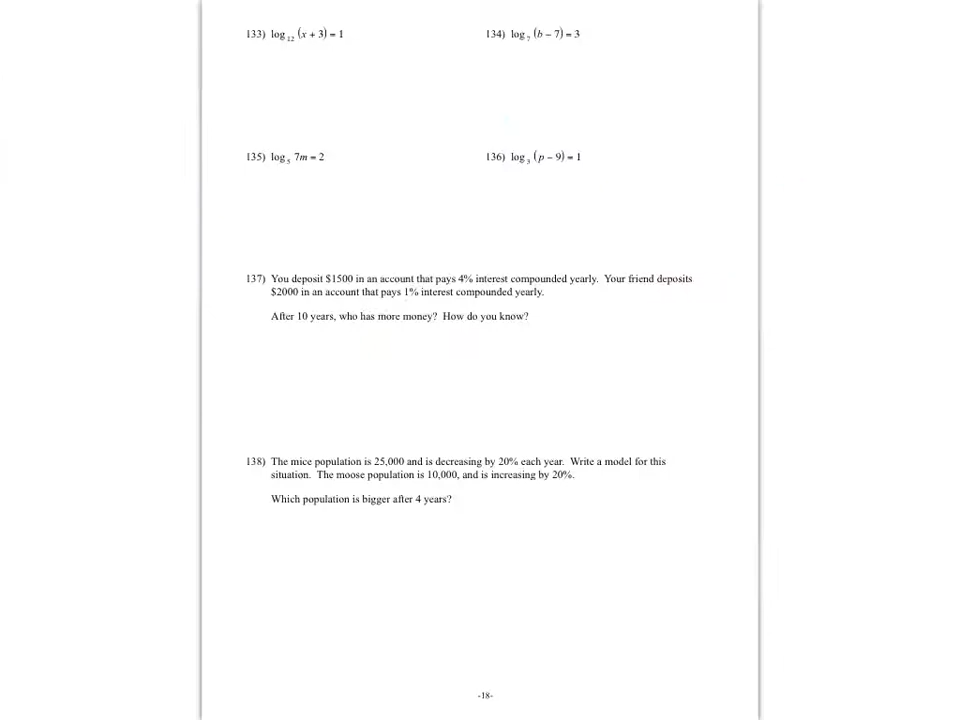 133) log₁₂ (x + 3) = 1
134) log₇ (b − 7) = 3
135) log₅ 7m = 2
136) log₃ (p − 9) = 1
137) You deposit $1500 in an account that pays 4% interest compounded yearly. Your friend deposits
$2000 in an account that pays 1% interest compounded yearly.
After 10 years, who has more money? How do you know?
138) The mice population is 25,000 and is decreasing by 20% each year. Write a model for this
situation. The moose population is 10,000, and is increasing by 20%.
Which population is bigger after 4 years?
-18-